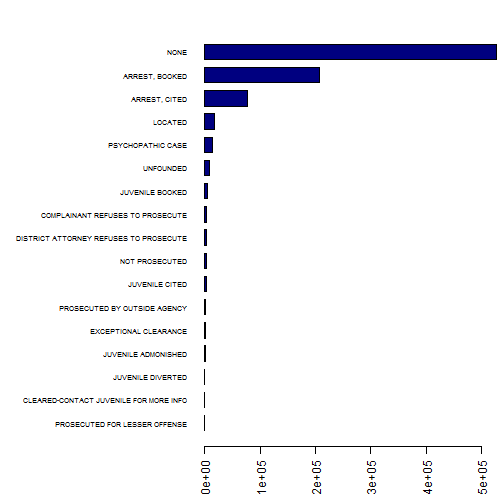 NONE
ARREST, BOOKED
ARREST, CITED
LOCATED
PSYCHOPATHIC CASE
UNFOUNDED
JUVENILE BOOKED
COMPLAINANT REFUSES TO PROSECUTE
DISTRICT ATTORNEY REFUSES TO PROSECUTE
NOT PROSECUTED
JUVENILE CITED
PROSECUTED BY OUTSIDE AGENCY
EXCEPTIONAL CLEARANCE
JUVENILE ADMONISHED
JUVENILE DIVERTED
CLEARED-CONTACT JUVENILE FOR MORE INFO
PROSECUTED FOR LESSER OFFENSE
0e+00
1e+05
2e+05
3e+05
4e+05
5e+05